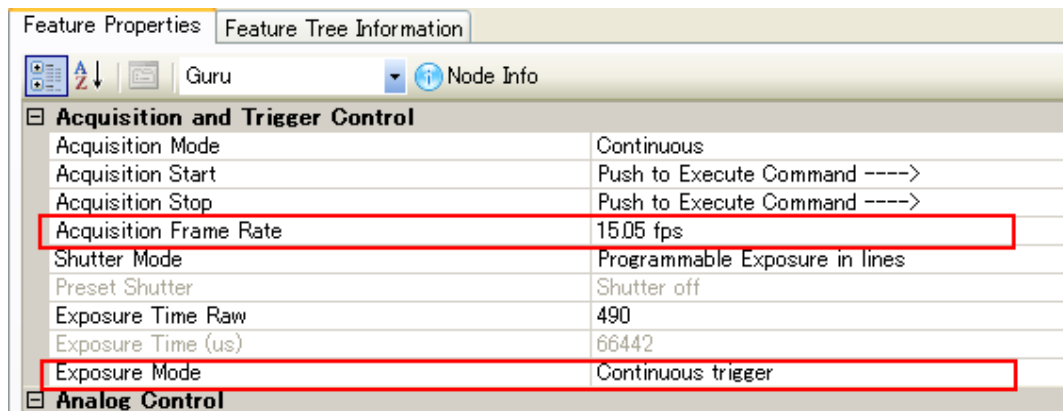 Feature Properties Feature Tree Information
Guru Node Info
Acquisition and Trigger Control
Acquisition Mode Continuous
Acquisition Start Push to Execute Command ---->
Acquisition Stop Push to Execute Command ---->
Acquisition Frame Rate 15.05 fps
Shutter Mode Programmable Exposure in lines
Preset Shutter Shutter off
Exposure Time Raw 490
Exposure Time (us) 66442
Exposure Mode Continuous trigger
Analog Control